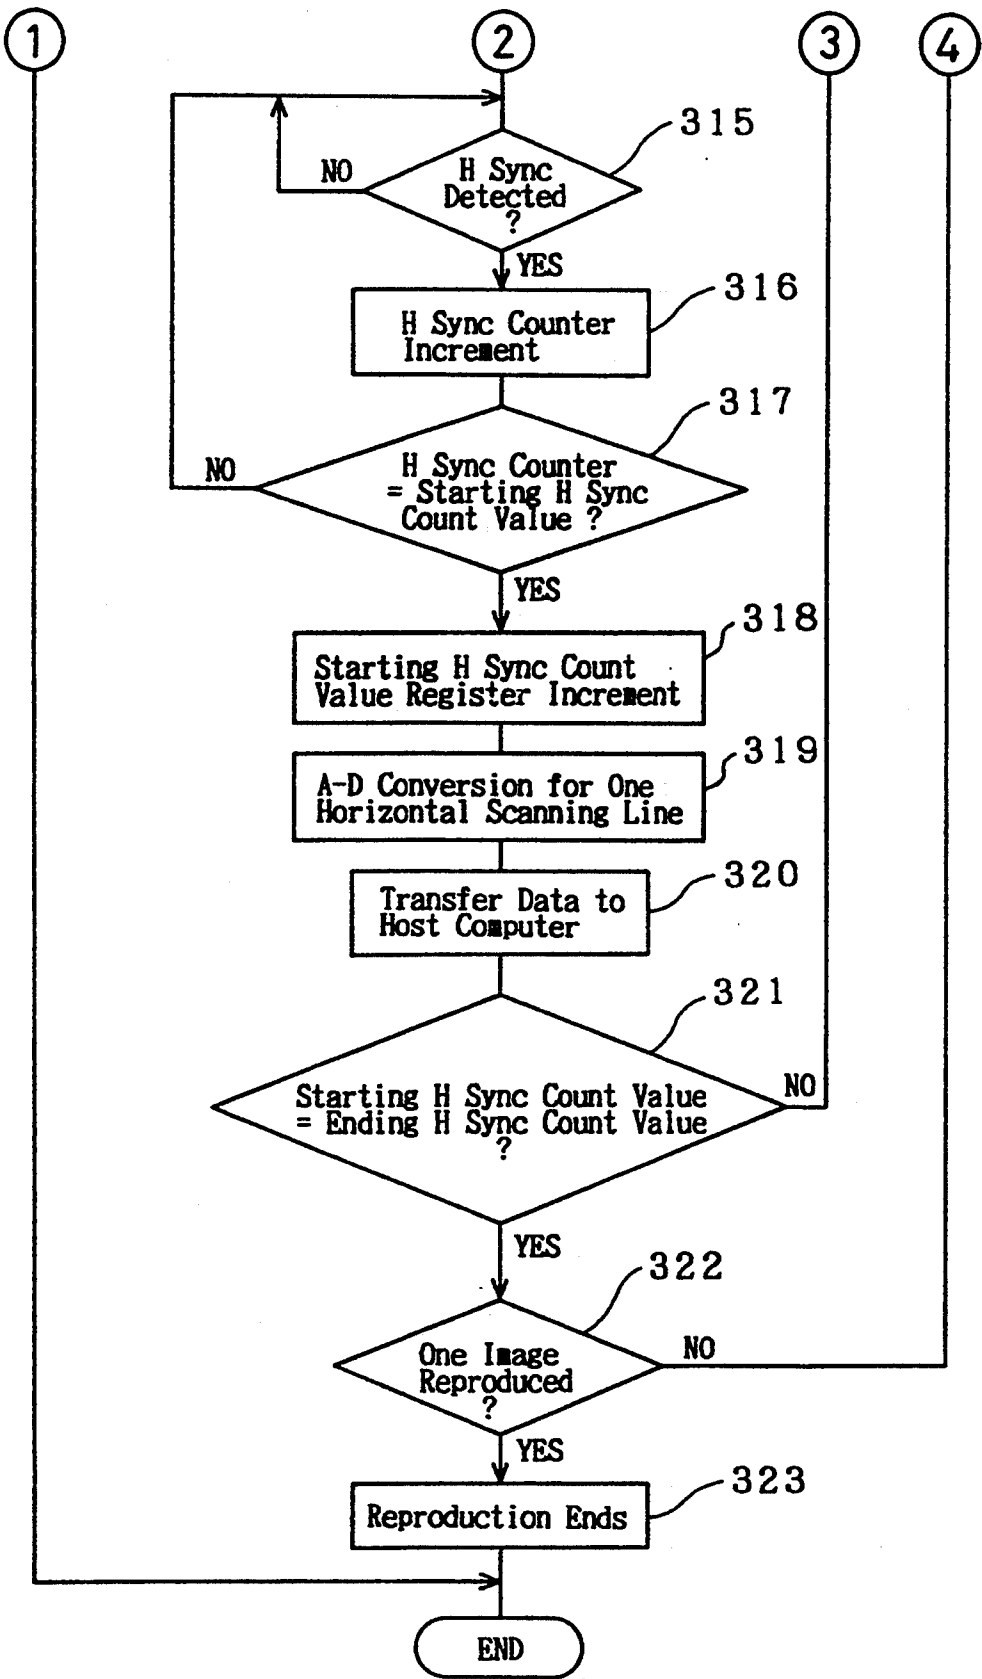 1
2
3
4
315
H Sync
Detected
?
NO
YES
316
H Sync Counter
Increment
317
H Sync Counter
= Starting H Sync
Count Value ?
NO
YES
318
Starting H Sync Count
Value Register Increment
319
A-D Conversion for One
Horizontal Scanning Line
320
Transfer Data to
Host Computer
321
Starting H Sync Count Value
= Ending H Sync Count Value
?
NO
YES
322
One Image
Reproduced
?
NO
YES
323
Reproduction Ends
END